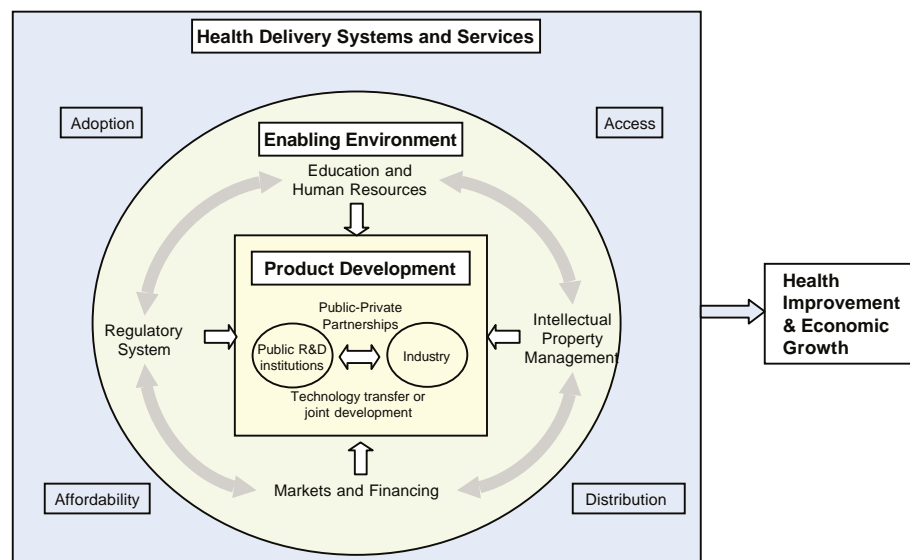 Health Delivery Systems and Services
Adoption
Access
Enabling Environment
Education and
Human Resources
Product Development
Public-Private
Partnerships
Regulatory
System
Public R&D
institutions
Industry
Intellectual
Property
Management
Technology transfer or
joint development
Markets and Financing
Affordability
Distribution
Health
Improvement
& Economic
Growth